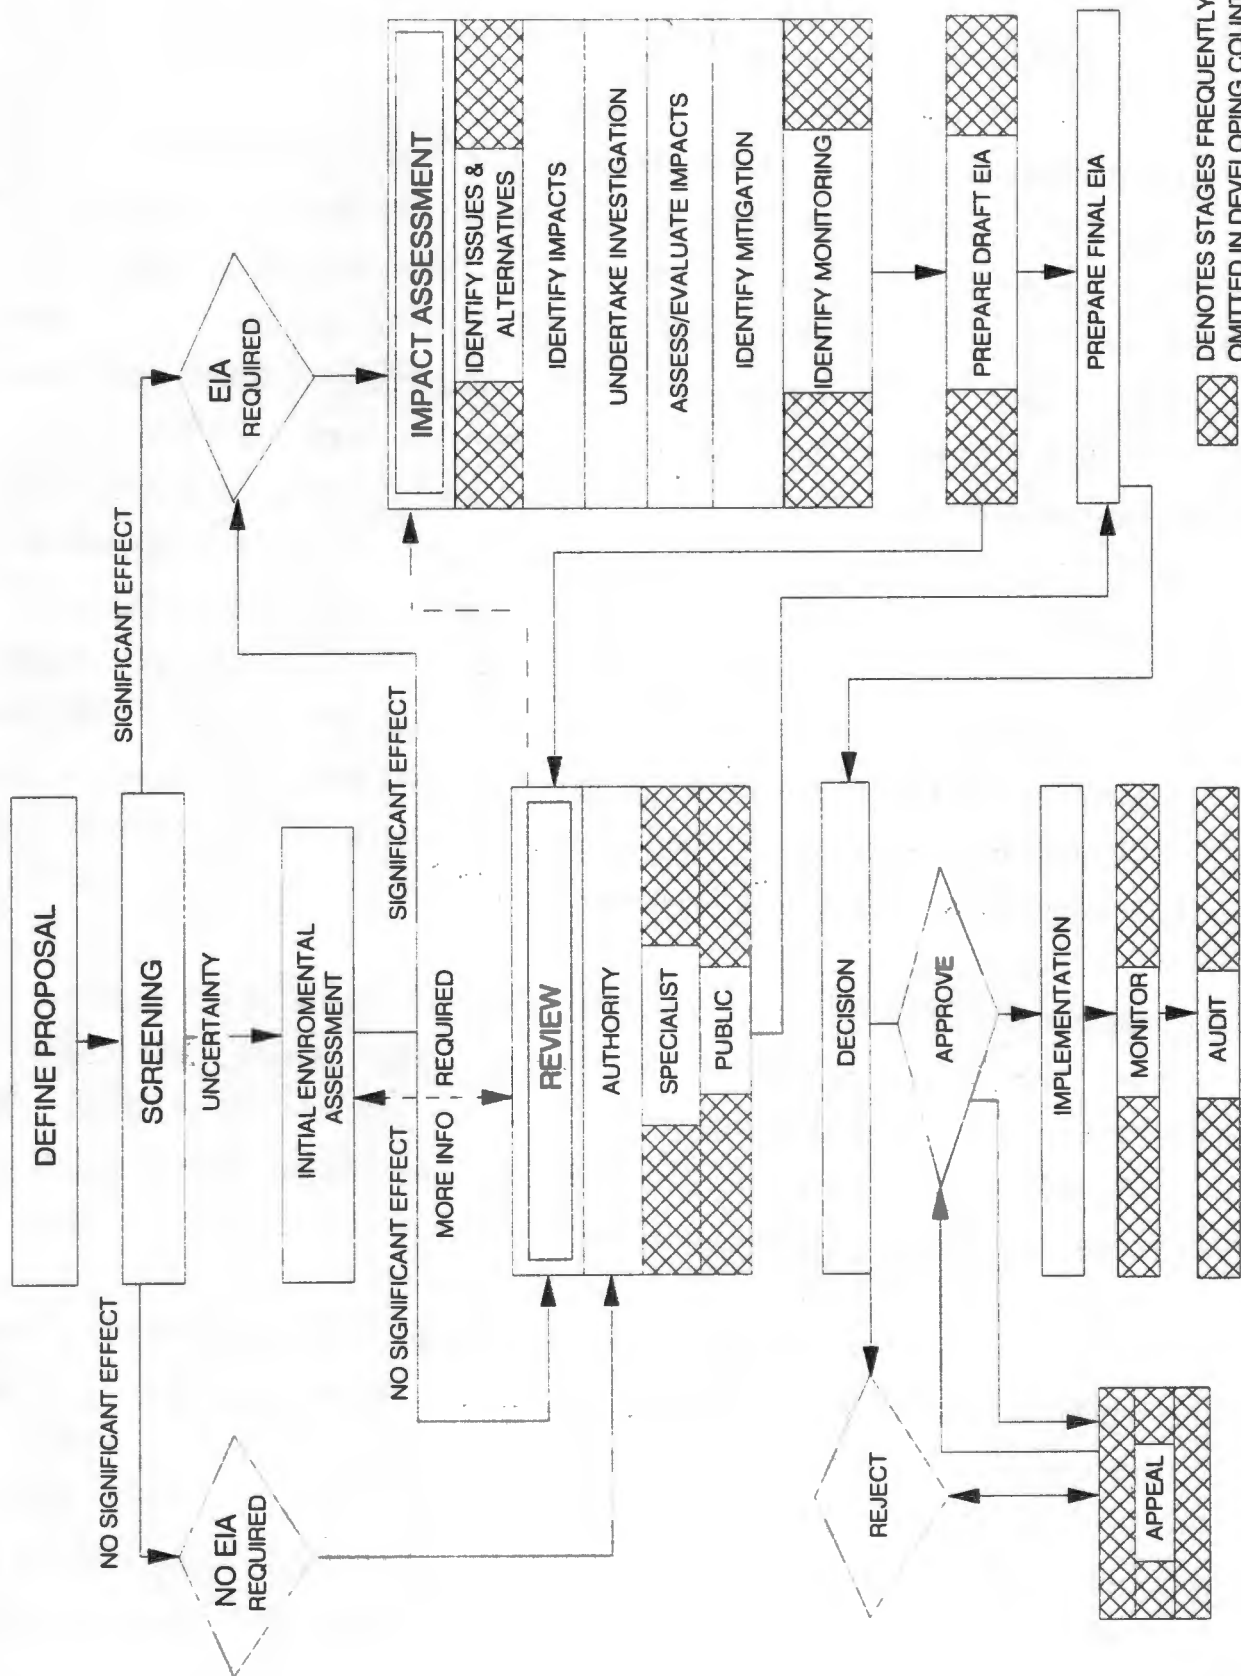 DEFINE PROPOSAL
NO SIGNIFICANT EFFECT
SCREENING
SIGNIFICANT EFFECT
NO EIA
REQUIRED
UNCERTAINTY
EIA
REQUIRED
INITIAL ENVIROMENTAL
ASSESSMENT
NO SIGNIFICANT EFFECT
MORE INFO REQUIRED
SIGNIFICANT EFFECT
IMPACT ASSESSMENT
IDENTIFY ISSUES &
ALTERNATIVES
IDENTIFY IMPACTS
UNDERTAKE INVESTIGATION
ASSESS/EVALUATE IMPACTS
IDENTIFY MITIGATION
IDENTIFY MONITORING
REVIEW
AUTHORITY
SPECIALIST
PUBLIC
PREPARE DRAFT EIA
PREPARE FINAL EIA
DECISION
REJECT
APPROVE
IMPLEMENTATION
MONITOR
APPEAL
AUDIT
DENOTES STAGES FREQUENTLY
OMITTED IN DEVELOPING